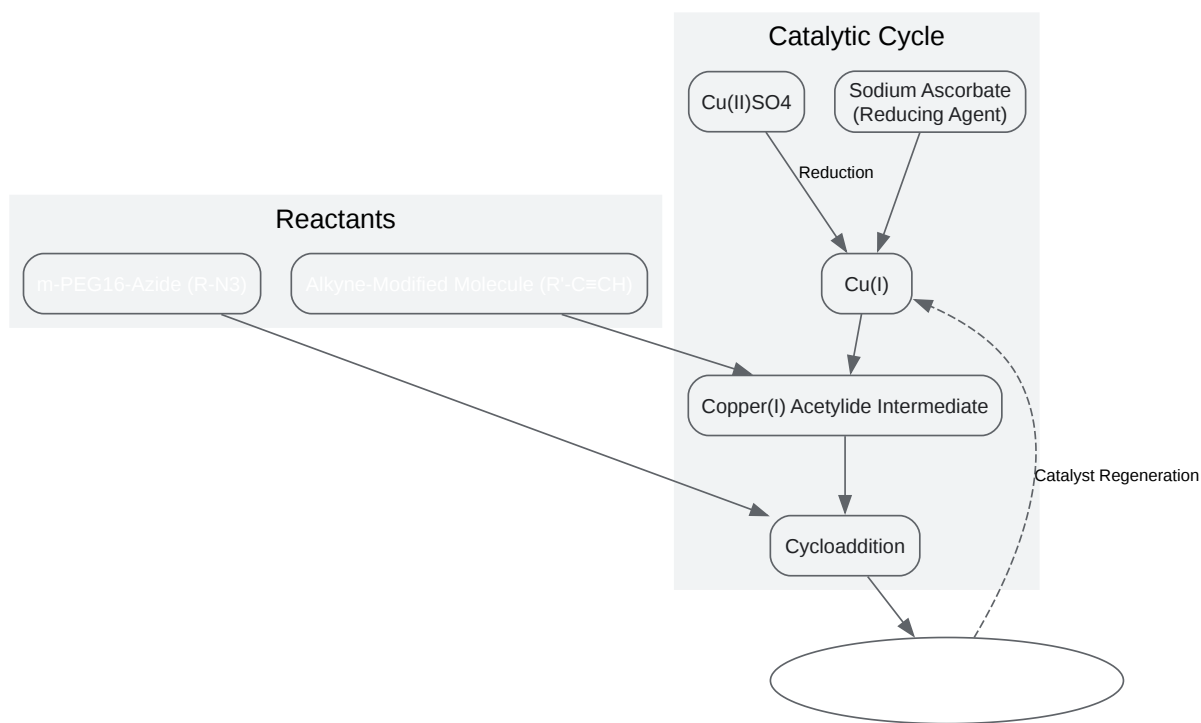 Catalytic Cycle
Cu(II)SO4
Sodium Ascorbate
(Reducing Agent)
Reduction
Reactants
m-PEG16-Azide (R-N3)
Alkyne-Modified Molecule (R'-C≡CH)
Cu(I)
Copper(I) Acetylide Intermediate
Catalyst Regeneration
Cycloaddition